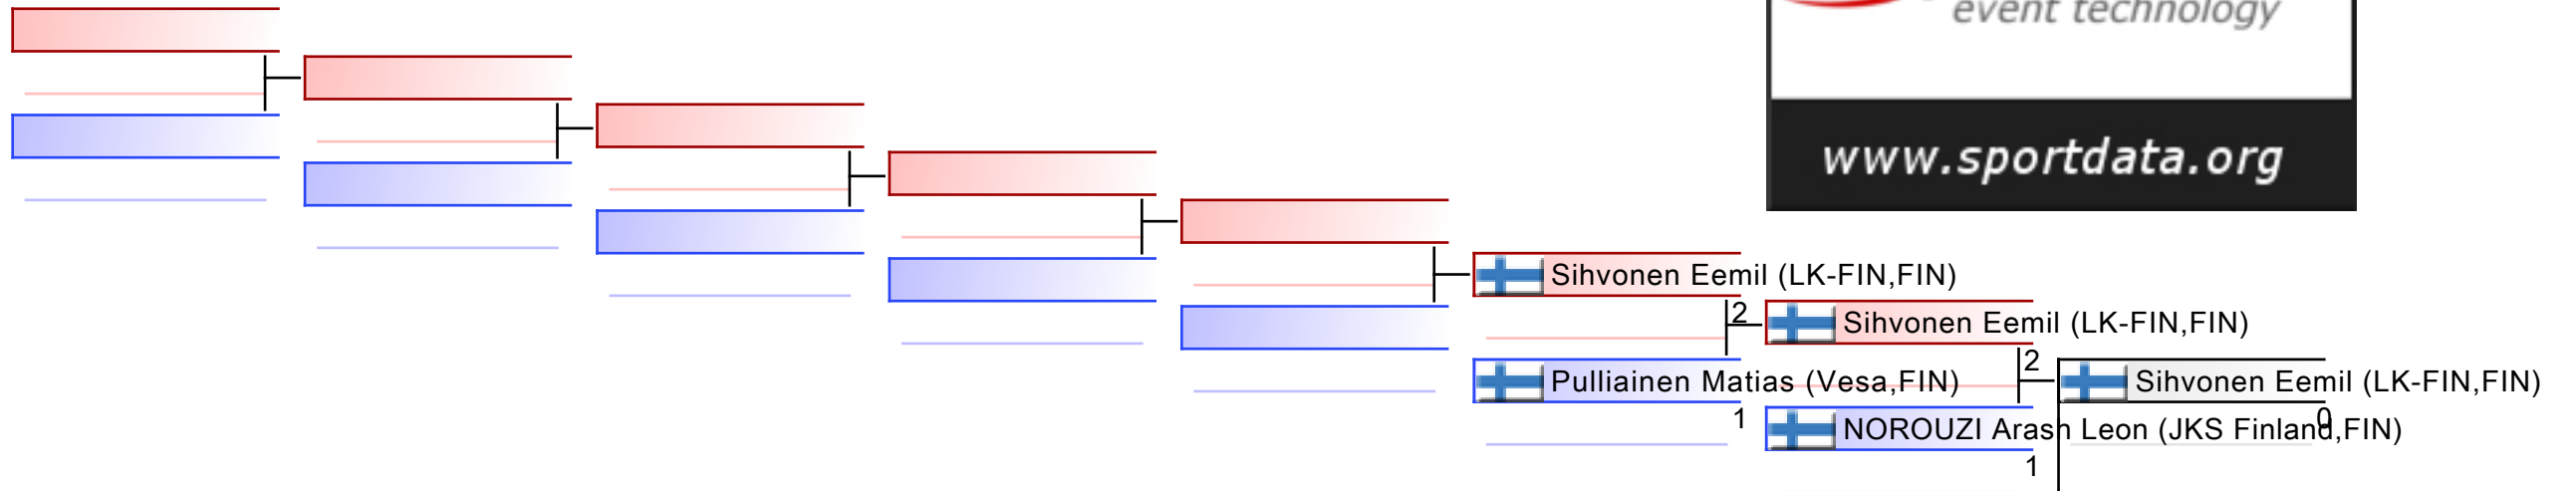 event technology
www.sportdata.org
Sihvonen Eemil (LK-FIN,FIN)
2
Sihvonen Eemil (LK-FIN,FIN)
2
Pulliainen Matias (Vesa,FIN)
Sihvonen Eemil (LK-FIN,FIN)
1
0
NOROUZI Arash Leon (JKS Finland,FIN)
1